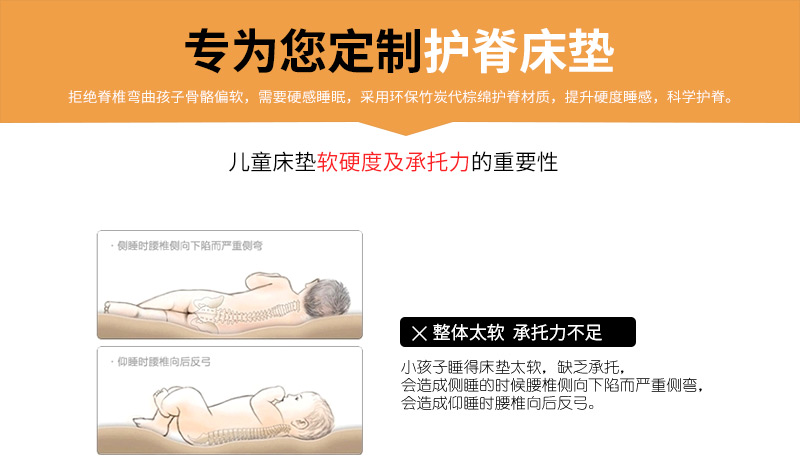 专为您定制护脊床垫
拒绝脊椎弯曲孩子骨骼偏软，需要硬感睡眠，采用环保竹炭代棕绵护脊材质，提升硬度睡感，科学护脊。
儿童床垫软硬度及承托力的重要性
·侧睡时腰椎侧向下陷而严重侧弯
·仰睡时腰椎向后反弓
×整体太软 承托力不足
小孩子睡得床垫太软，缺乏承托，
会造成侧睡的时候腰椎侧向下陷而严重侧弯，
会造成仰睡时腰椎向后反弓。